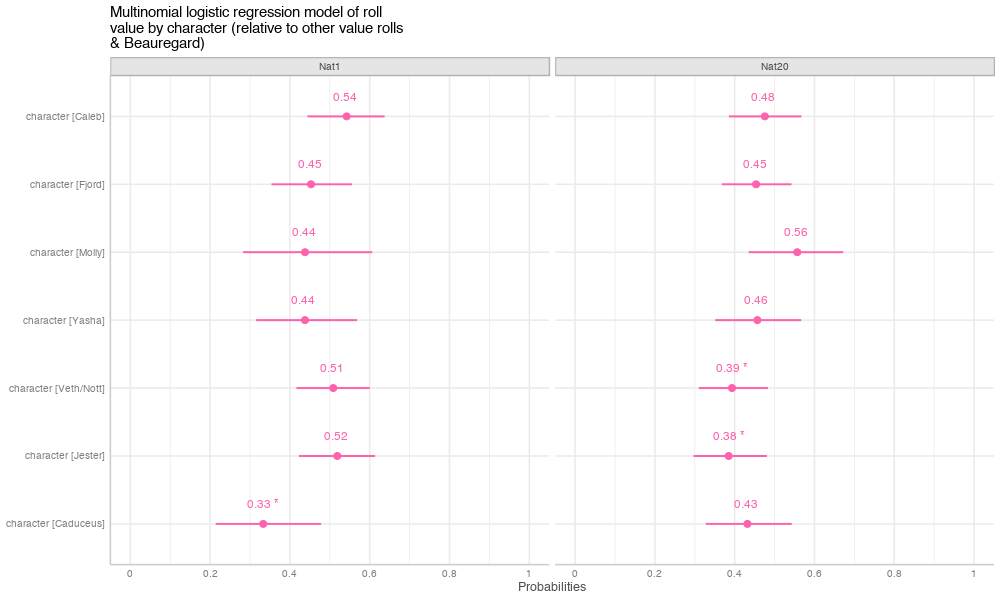 Multinomial logistic regression model of roll
value by character (relative to other value rolls
& Beauregard)
Nat1
Nat20
character [Caleb]
0.54
0.48
character [Fjord]
0.45
0.45
character [Molly]
0.44
0.56
character [Yasha]
0.44
0.46
character [Veth/Nott]
0.51
0.39 *
character [Jester]
0.52
0.38 *
character [Caduceus]
0.33 *
0.43
0 0.2 0.4 0.6 0.8 1
0 0.2 0.4 0.6 0.8 1
Probabilities